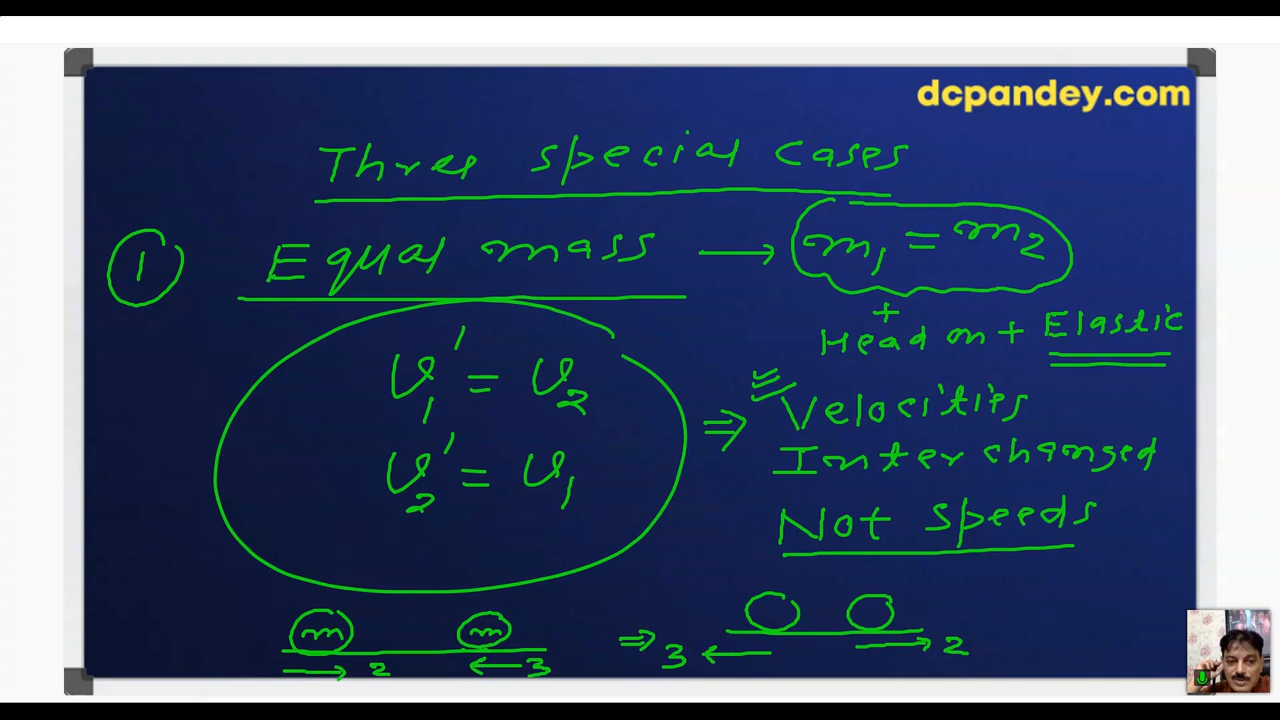 dcpandey.com
Three special cases
1 Equal mass → m₁ = m₂
+
Head on + Elastic
v₁' = v₂
v₂' = v₁
⇒ Velocities
Interchanged
Not speeds
m m ⇒
→ 2 ← 3 3 ← → 2